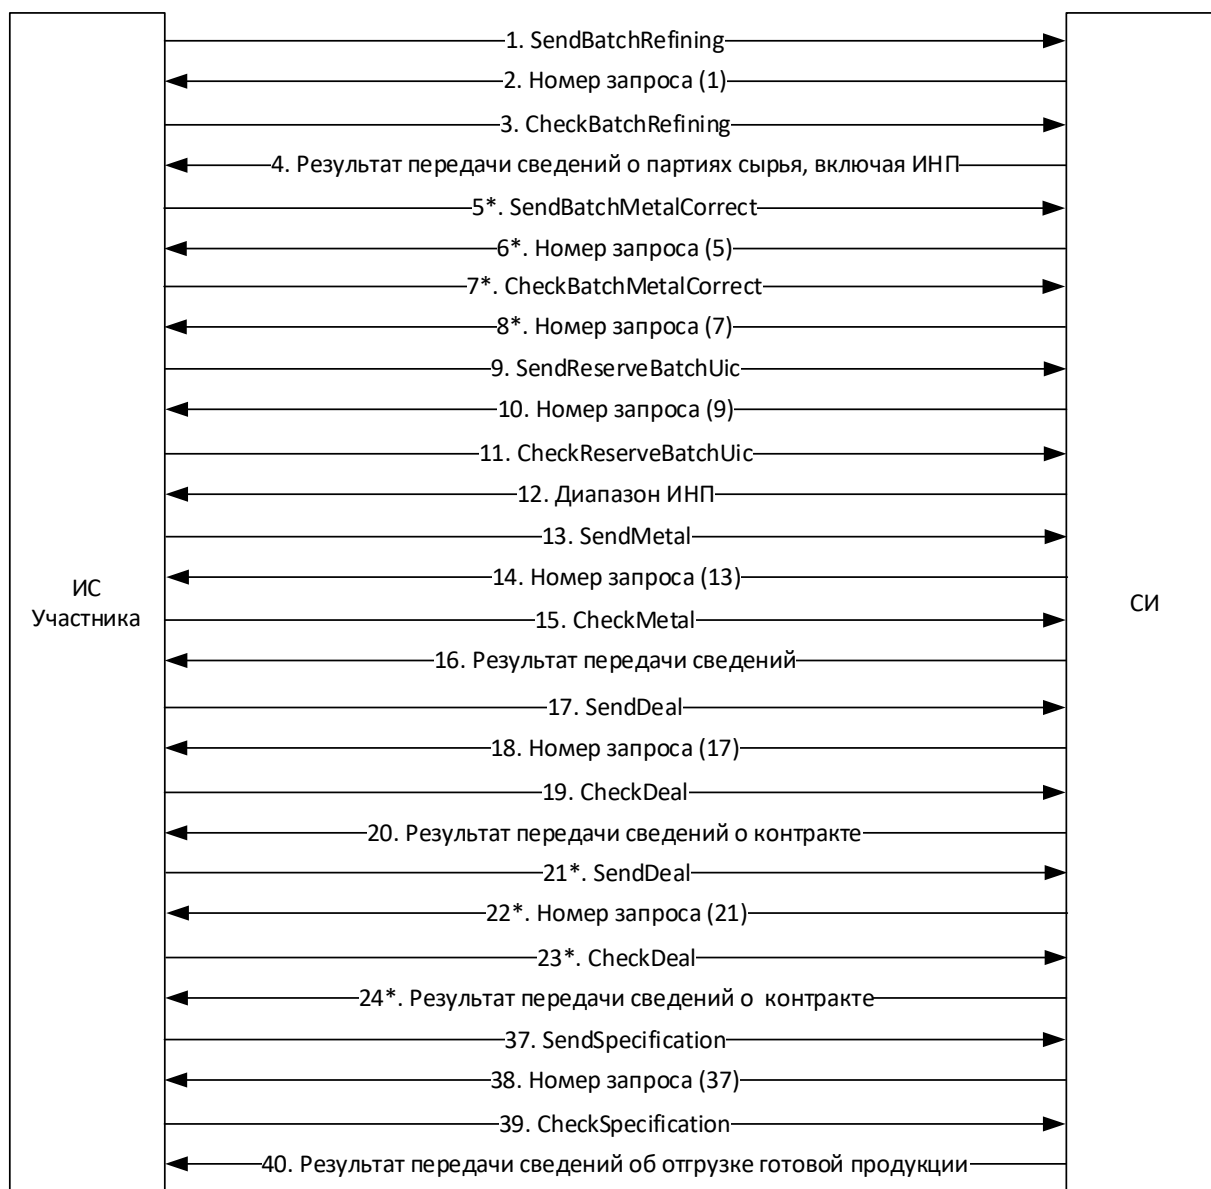 1. SendBatchRefining
2. Номер запроса (1)
3. CheckBatchRefining
4. Результат передачи сведений о партиях сырья, включая ИНП
5*. SendBatchMetalCorrect
6*. Номер запроса (5)
7*. CheckBatchMetalCorrect
8*. Номер запроса (7)
9. SendReserveBatchUic
10. Номер запроса (9)
11. CheckReserveBatchUic
12. Диапазон ИНП
13. SendMetal
14. Номер запроса (13)
ИС
Участника
СИ
15. CheckMetal
16. Результат передачи сведений
17. SendDeal
18. Номер запроса (17)
19. CheckDeal
20. Результат передачи сведений о контракте
21*. SendDeal
22*. Номер запроса (21)
23*. CheckDeal
24*. Результат передачи сведений о  контракте
37. SendSpecification
38. Номер запроса (37)
39. CheckSpecification
40. Результат передачи сведений об отгрузке готовой продукции